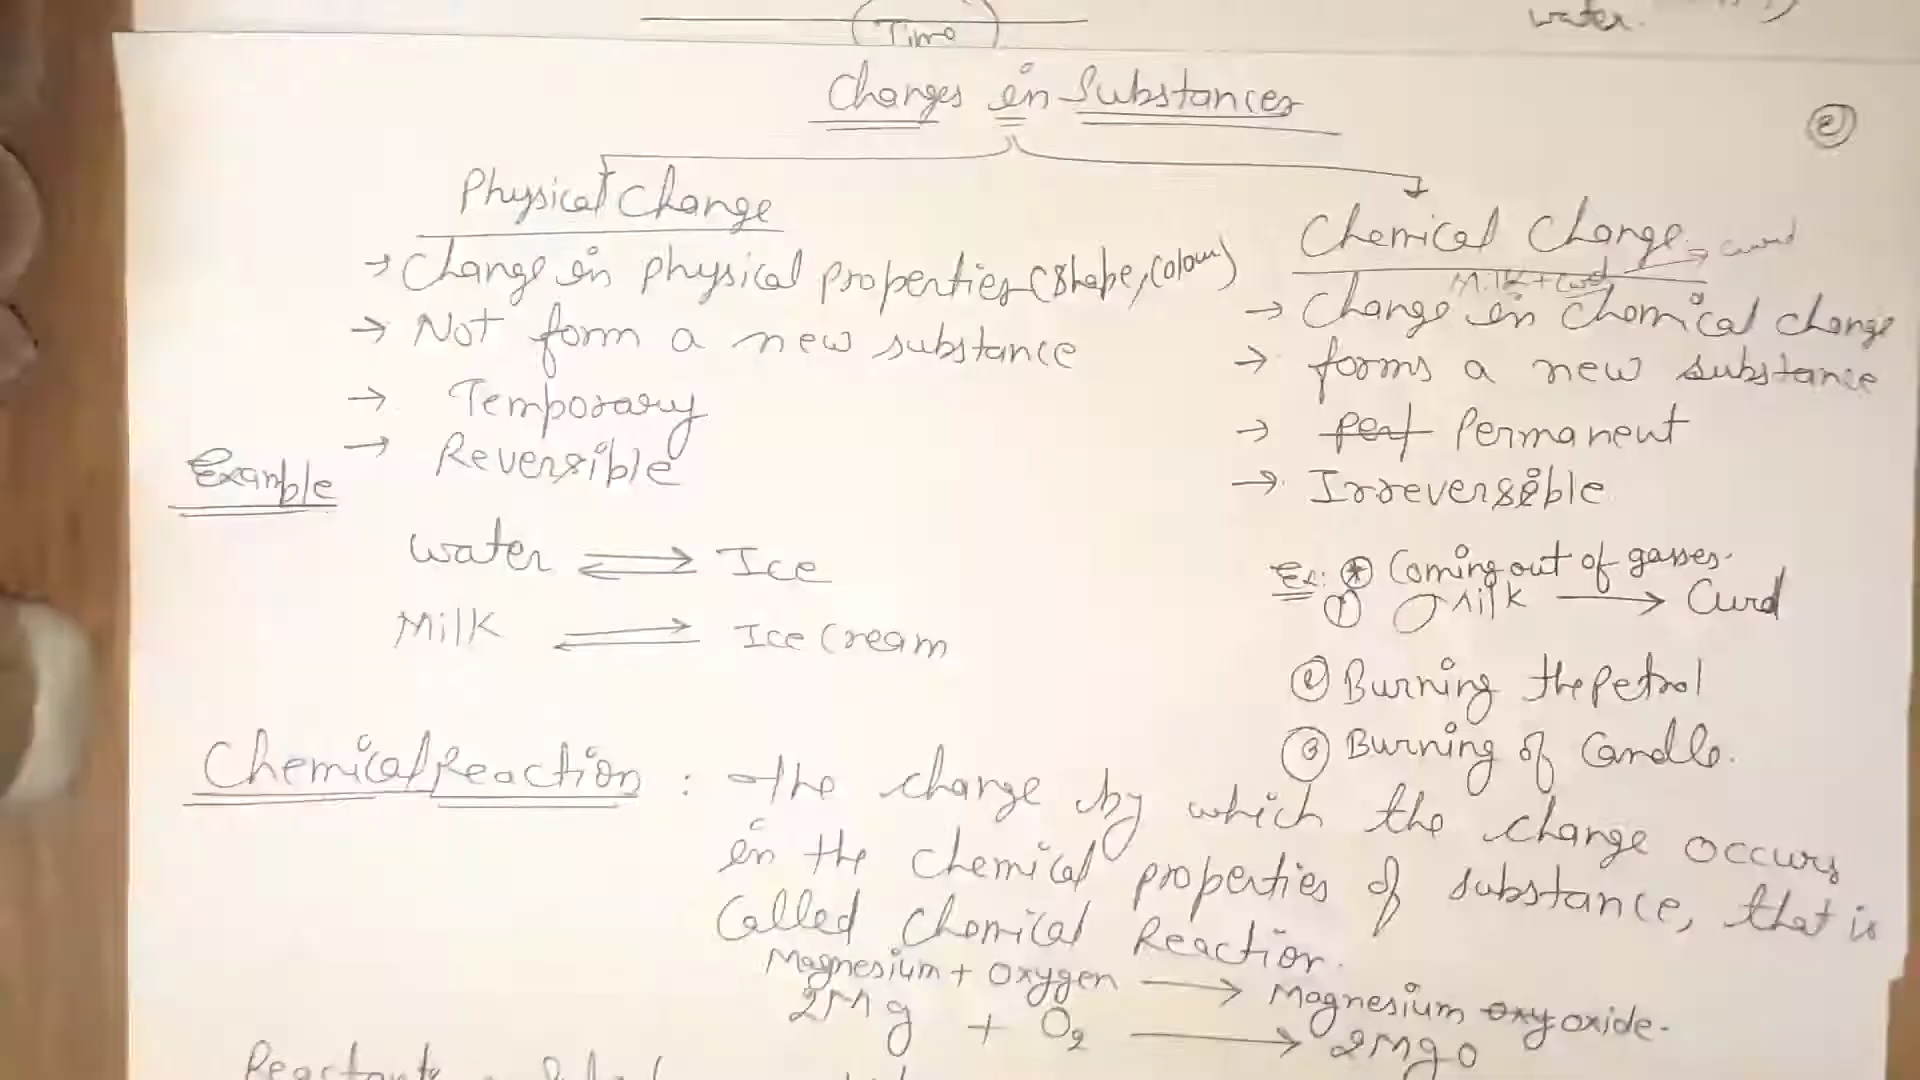 water.
Time
Changes in Substances
2
Physical Change
→ Change in physical properties (Shape, Colour)
→ Not form a new substance
→ Temporary
→ Reversible
Example
water ⇌ Ice
Milk ⇌ Ice Cream
Chemical Change → curd
Milk + Curd
→ Change in Chemical change
→ forms a new substance
→ Permanent
→ Irreversible
Ex: * Coming out of gasses.
① Milk → Curd
② Burning the Petrol
③ Burning of Candle.
Chemical Reaction : The change by which the change occurs
in the chemical properties of substance, that is
Called Chemical Reaction.
Magnesium + Oxygen → Magnesium oxide.
2Mg + O2 → 2MgO